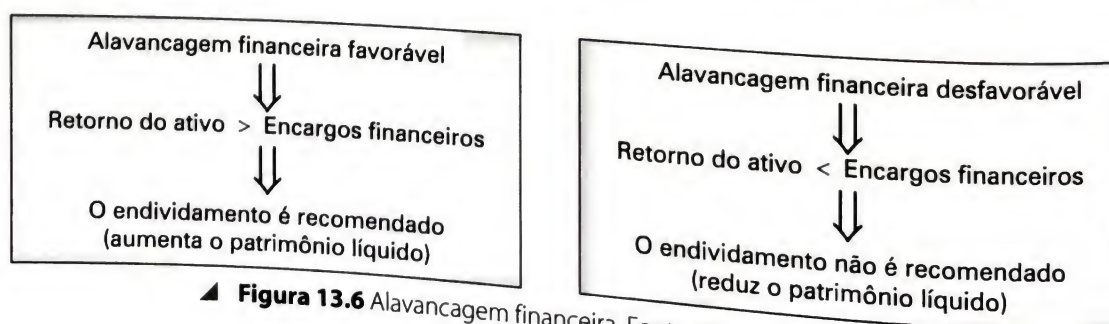 Alavancagem financeira favorável
Retorno do ativo > Encargos financeiros
O endividamento é recomendado
(aumenta o patrimônio líquido)
Alavancagem financeira desfavorável
Retorno do ativo < Encargos financeiros
O endividamento não é recomendado
(reduz o patrimônio líquido)
Figura 13.6 Alavancagem financeira.